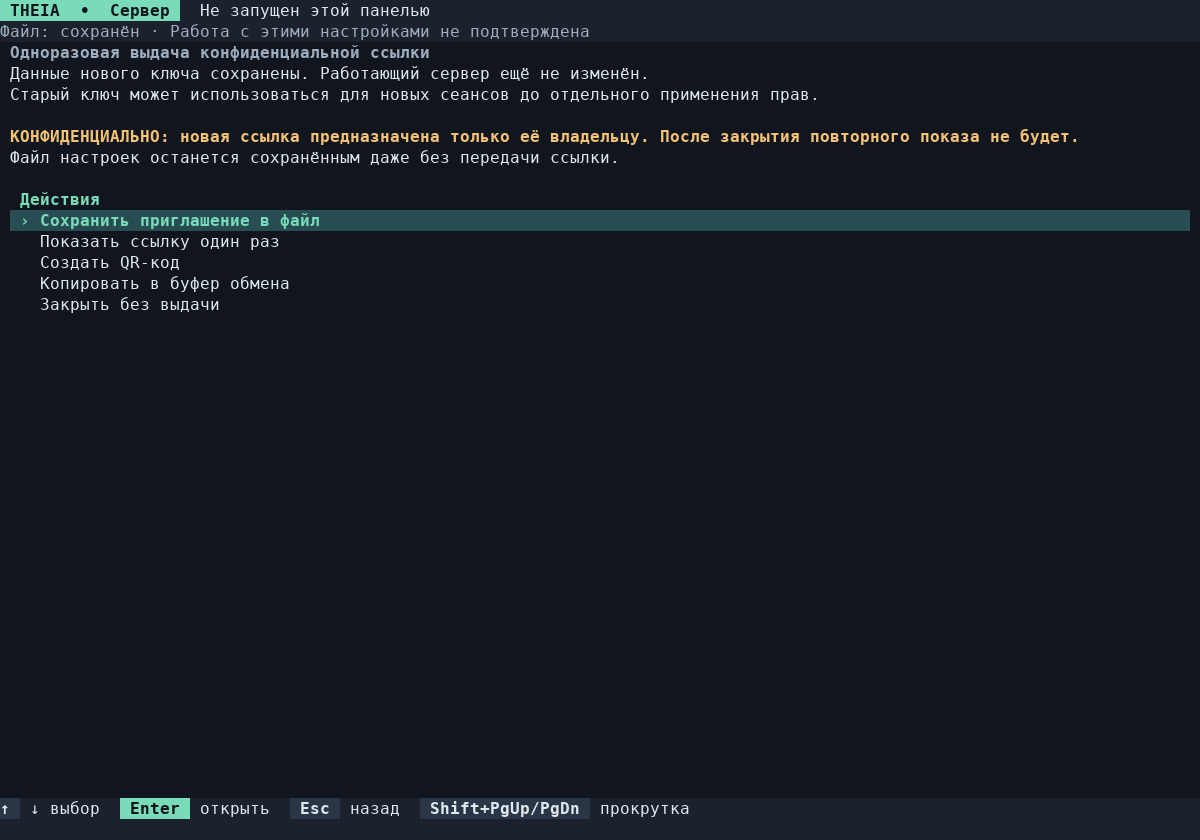 THEIA • Сервер Не запущен этой панелью
Файл: сохранён · Работа с этими настройками не подтверждена
Одноразовая выдача конфиденциальной ссылки
Данные нового ключа сохранены. Работающий сервер ещё не изменён.
Старый ключ может использоваться для новых сеансов до отдельного применения прав.
КОНФИДЕНЦИАЛЬНО: новая ссылка предназначена только её владельцу. После закрытия повторного показа не будет.
Файл настроек останется сохранённым даже без передачи ссылки.
Действия
› Сохранить приглашение в файл
Показать ссылку один раз
Создать QR-код
Копировать в буфер обмена
Закрыть без выдачи
↑ ↓ выбор Enter открыть Esc назад Shift+PgUp/PgDn прокрутка